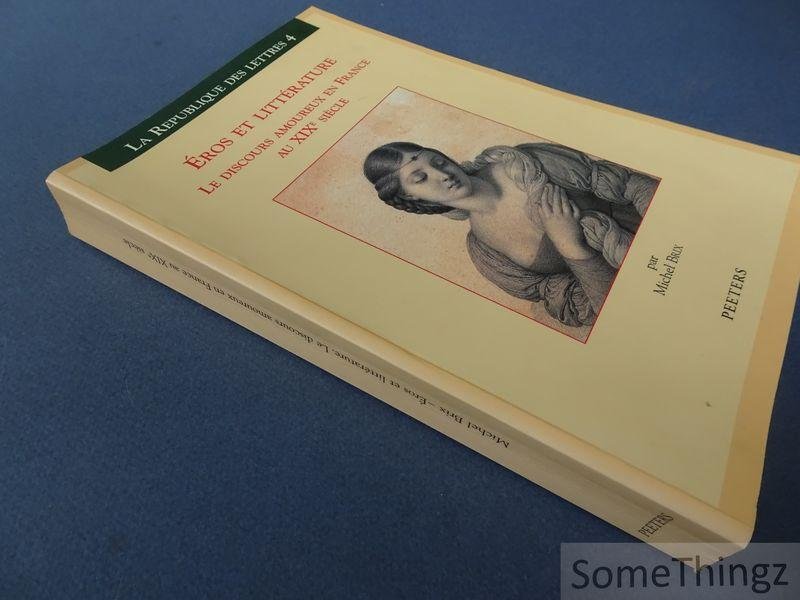 LA REPUBLIQUE DES LETTRES 4
ÉROS ET LITTÉRATURE
LE DISCOURS AMOUREUX EN FRANCE
AU XIXE SIÈCLE
par
Michel BRIX
PEETERS
Michel Brix – Éros et littérature. Le discours amoureux en France au XIXe siècle
PEETERS
SomeThingz